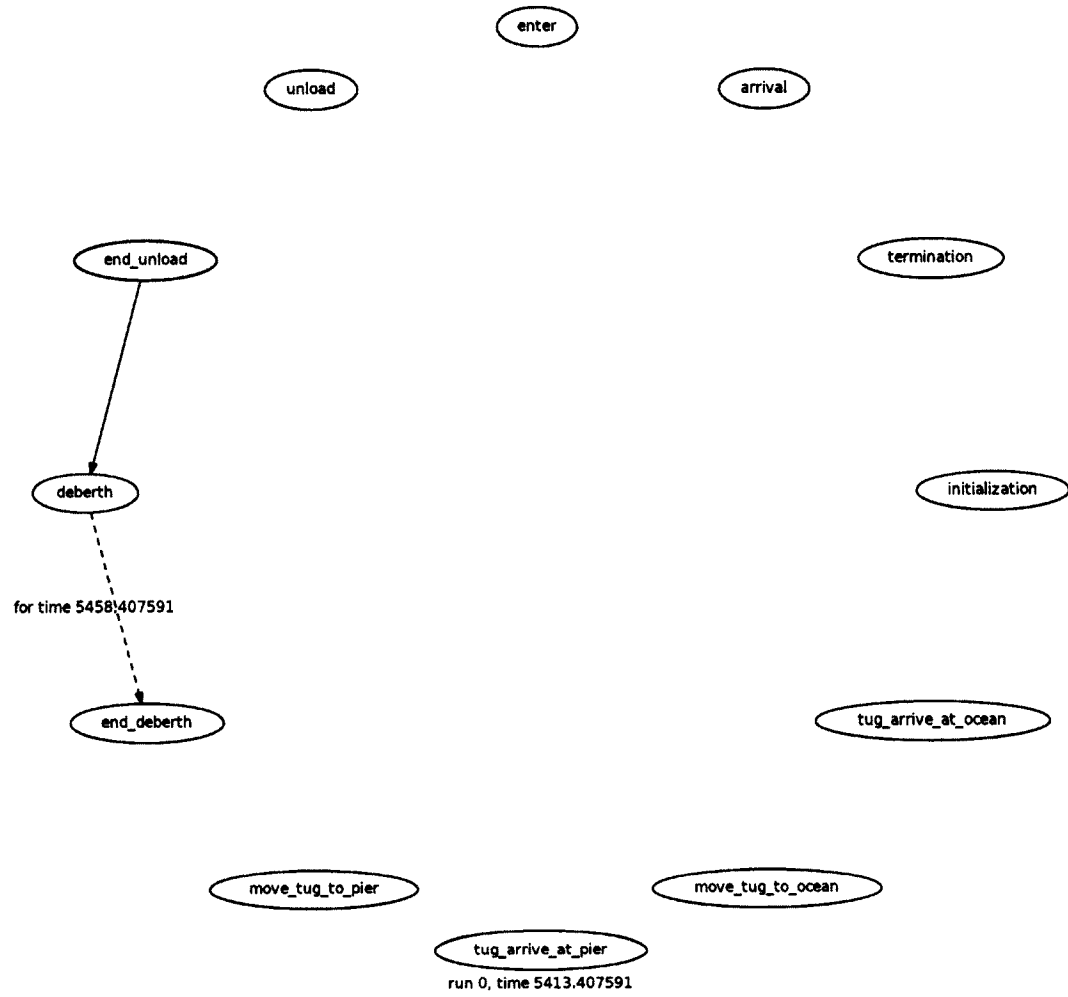 enter
unload
arrival
end_unload
termination
deberth
initialization
for time 5458.407591
end_deberth
tug_arrive_at_ocean
move_tug_to_pier
move_tug_to_ocean
tug_arrive_at_pier
run 0, time 5413.407591